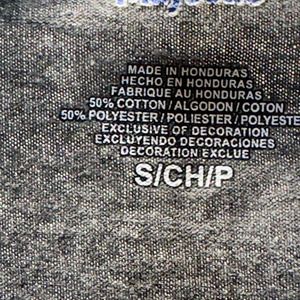 MADE IN HONDURAS
HECHO EN HONDURAS
FABRIQUE AU HONDURAS
50% COTTON / ALGODON / COTON
50% POLYESTER / POLIESTER / POLYESTE
EXCLUSIVE OF DECORATION
EXCLUYENDO DECORACIONES
DECORATION EXCLUE
S/CH/P